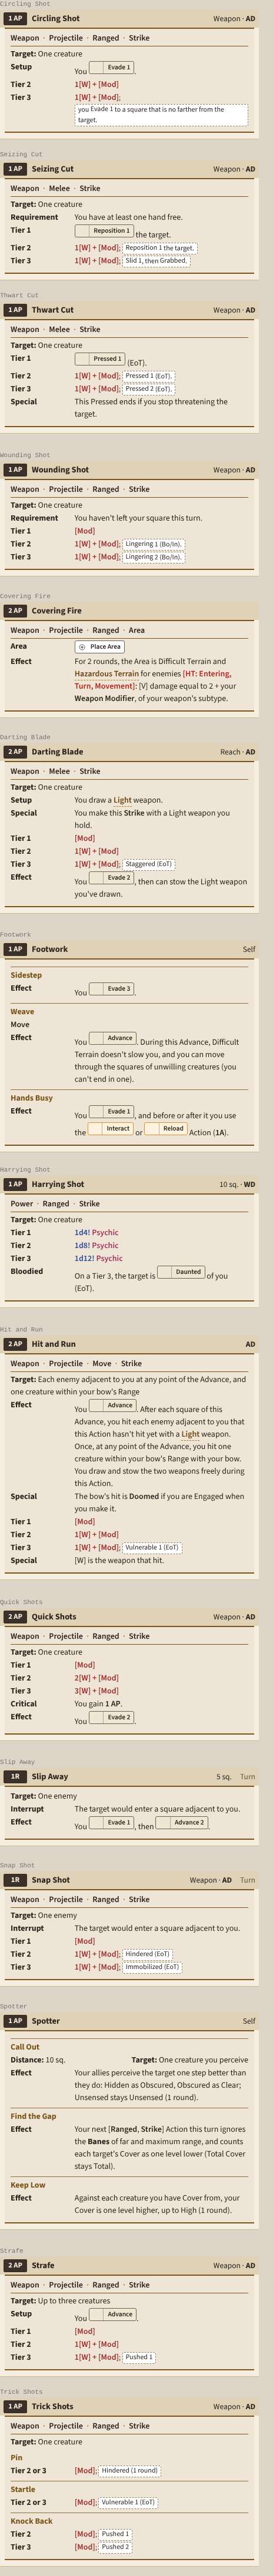 Circling Shot
1 AP Circling Shot Weapon · AD
Weapon · Projectile · Ranged · Strike
Target: One creature
Setup You Evade 1.
Tier 2 1[W] + [Mod]
Tier 3 1[W] + [Mod];
you Evade 1 to a square that is no farther from the
target.
Seizing Cut
1 AP Seizing Cut Weapon · AD
Weapon · Melee · Strike
Target: One creature
Requirement You have at least one hand free.
Tier 1 Reposition 1 the target.
Tier 2 1[W] + [Mod]; Reposition 1 the target.
Tier 3 1[W] + [Mod]; Slid 1, then Grabbed.
Thwart Cut
1 AP Thwart Cut Weapon · AD
Weapon · Melee · Strike
Target: One creature
Tier 1 Pressed 1 (EoT).
Tier 2 1[W] + [Mod]; Pressed 1 (EoT).
Tier 3 1[W] + [Mod]; Pressed 2 (EoT).
Special This Pressed ends if you stop threatening the
target.
Wounding Shot
1 AP Wounding Shot Weapon · AD
Weapon · Projectile · Ranged · Strike
Target: One creature
Requirement You haven't left your square this turn.
Tier 1 [Mod]
Tier 2 1[W] + [Mod]; Lingering 1 (Bo/In).
Tier 3 1[W] + [Mod]; Lingering 2 (Bo/In).
Covering Fire
2 AP Covering Fire Weapon · AD
Weapon · Projectile · Ranged · Area
Area Place Area
Effect For 2 rounds, the Area is Difficult Terrain and
Hazardous Terrain for enemies [HT: Entering,
Turn, Movement]: [V] damage equal to 2 + your
Weapon Modifier, of your weapon's subtype.
Darting Blade
2 AP Darting Blade Reach · AD
Weapon · Melee · Strike
Target: One creature
Setup You draw a Light weapon.
Special You make this Strike with a Light weapon you
hold.
Tier 1 [Mod]
Tier 2 1[W] + [Mod]
Tier 3 1[W] + [Mod]; Staggered (EoT)
Effect You Evade 2, then can stow the Light weapon
you've drawn.
Footwork
1 AP Footwork Self
Sidestep
Effect You Evade 3.
Weave
Move
Effect You Advance. During this Advance, Difficult
Terrain doesn't slow you, and you can move
through the squares of unwilling creatures (you
can't end in one).
Hands Busy
Effect You Evade 1, and before or after it you use
the Interact or Reload Action (1A).
Harrying Shot
1 AP Harrying Shot 10 sq. · WD
Power · Ranged · Strike
Target: One creature
Tier 1 1d4! Psychic
Tier 2 1d8! Psychic
Tier 3 1d12! Psychic
Bloodied On a Tier 3, the target is Daunted of you
(EoT).
Hit and Run
2 AP Hit and Run AD
Weapon · Projectile · Move · Strike
Target: Each enemy adjacent to you at any point of the Advance, and
one creature within your bow's Range
Effect You Advance. After each square of this
Advance, you hit each enemy adjacent to you that
this Action hasn't hit yet with a Light weapon.
Once, at any point of the Advance, you hit one
creature within your bow's Range with your bow.
You draw and stow the two weapons freely during
this Action.
Special The bow's hit is Doomed if you are Engaged when
you make it.
Tier 1 [Mod]
Tier 2 1[W] + [Mod]
Tier 3 1[W] + [Mod]; Vulnerable 1 (EoT)
Special [W] is the weapon that hit.
Quick Shots
2 AP Quick Shots Weapon · AD
Weapon · Projectile · Ranged · Strike
Target: One creature
Tier 1 [Mod]
Tier 2 2[W] + [Mod]
Tier 3 3[W] + [Mod]
Critical You gain 1 AP.
Effect You Evade 2.
Slip Away
1R Slip Away 5 sq. Turn
Target: One enemy
Interrupt The target would enter a square adjacent to you.
Effect You Evade 1, then Advance 2.
Snap Shot
1R Snap Shot Weapon · AD Turn
Weapon · Projectile · Ranged · Strike
Target: One enemy
Interrupt The target would enter a square adjacent to you.
Tier 1 [Mod]
Tier 2 1[W] + [Mod]; Hindered (EoT)
Tier 3 1[W] + [Mod]; Immobilized (EoT)
Spotter
1 AP Spotter Self
Call Out
Distance: 10 sq. Target: One creature you perceive
Effect Your allies perceive the target one step better than
they do: Hidden as Obscured, Obscured as Clear;
Unsensed stays Unsensed (1 round).
Find the Gap
Effect Your next [Ranged, Strike] Action this turn ignores
the Banes of far and maximum range, and counts
each target's Cover as one level lower (Total Cover
stays Total).
Keep Low
Effect Against each creature you have Cover from, your
Cover is one level higher, up to High (1 round).
Strafe
2 AP Strafe Weapon · AD
Weapon · Projectile · Ranged · Strike
Target: Up to three creatures
Setup You Advance.
Tier 1 [Mod]
Tier 2 1[W] + [Mod]
Tier 3 1[W] + [Mod]; Pushed 1
Trick Shots
1 AP Trick Shots Weapon · AD
Weapon · Projectile · Ranged · Strike
Target: One creature
Pin
Tier 2 or 3 [Mod]; Hindered (1 round)
Startle
Tier 2 or 3 [Mod]; Vulnerable 1 (EoT)
Knock Back
Tier 2 [Mod]; Pushed 1
Tier 3 [Mod]; Pushed 2